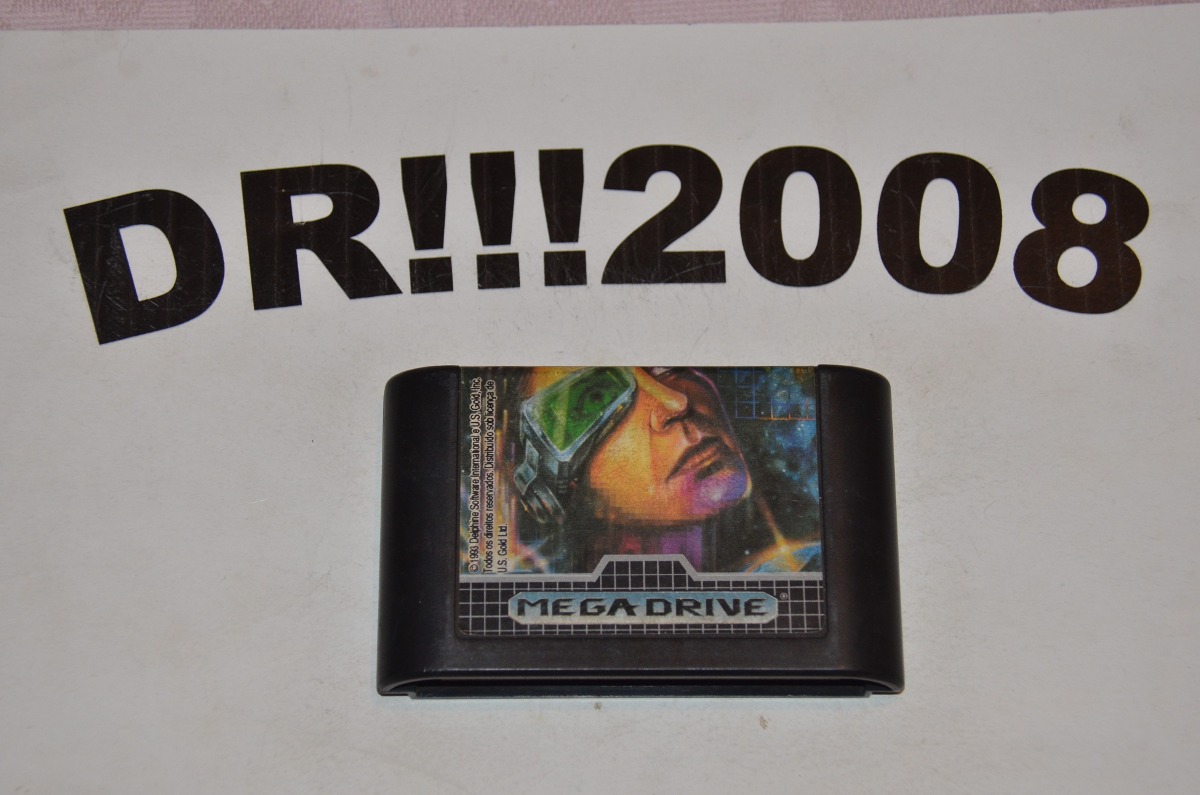 DR!!!2008
© 1993 Delphine Software International e U.S. Gold, Inc.
Todos os direitos reservados. Distribuído sob licença de
U.S. Gold Ltd.
MEGA DRIVE ®